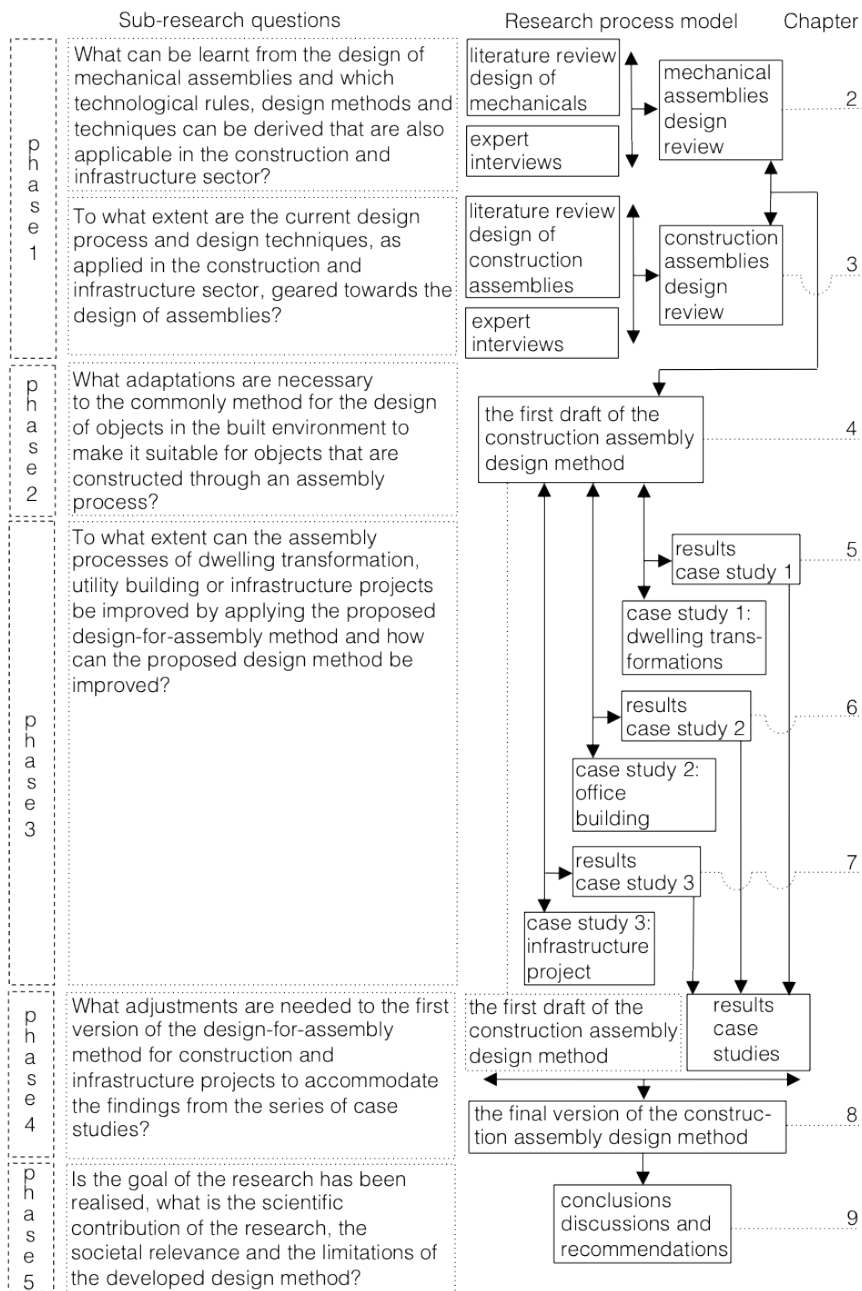 Sub-research questions
Research process model
Chapter
phase 1
What can be learnt from the design of
mechanical assemblies and which
technological rules, design methods and
techniques can be derived that are also
applicable in the construction and
infrastructure sector?
literature review
design of
mechanicals
expert
interviews
mechanical
assemblies
design
review
2
To what extent are the current design
process and design techniques, as
applied in the construction and
infrastructure sector, geared towards the
design of assemblies?
literature review
design of
construction
assemblies
expert
interviews
construction
assemblies
design
review
3
phase 2
What adaptations are necessary
to the commonly method for the design
of objects in the built environment to
make it suitable for objects that are
constructed through an assembly
process?
the first draft of the
construction assembly
design method
4
phase 3
To what extent can the assembly
processes of dwelling transformation,
utility building or infrastructure projects
be improved by applying the proposed
design-for-assembly method and how
can the proposed design method be
improved?
results
case study 1
5
case study 1:
dwelling trans-
formations
results
case study 2
6
case study 2:
office
building
results
case study 3
7
case study 3:
infrastructure
project
phase 4
What adjustments are needed to the first
version of the design-for-assembly
method for construction and
infrastructure projects to accommodate
the findings from the series of case
studies?
the first draft of the
construction assembly
design method
results
case
studies
the final version of the construc-
tion assembly design method
8
phase 5
Is the goal of the research has been
realised, what is the scientific
contribution of the research, the
societal relevance and the limitations of
the developed design method?
conclusions
discussions and
recommendations
9